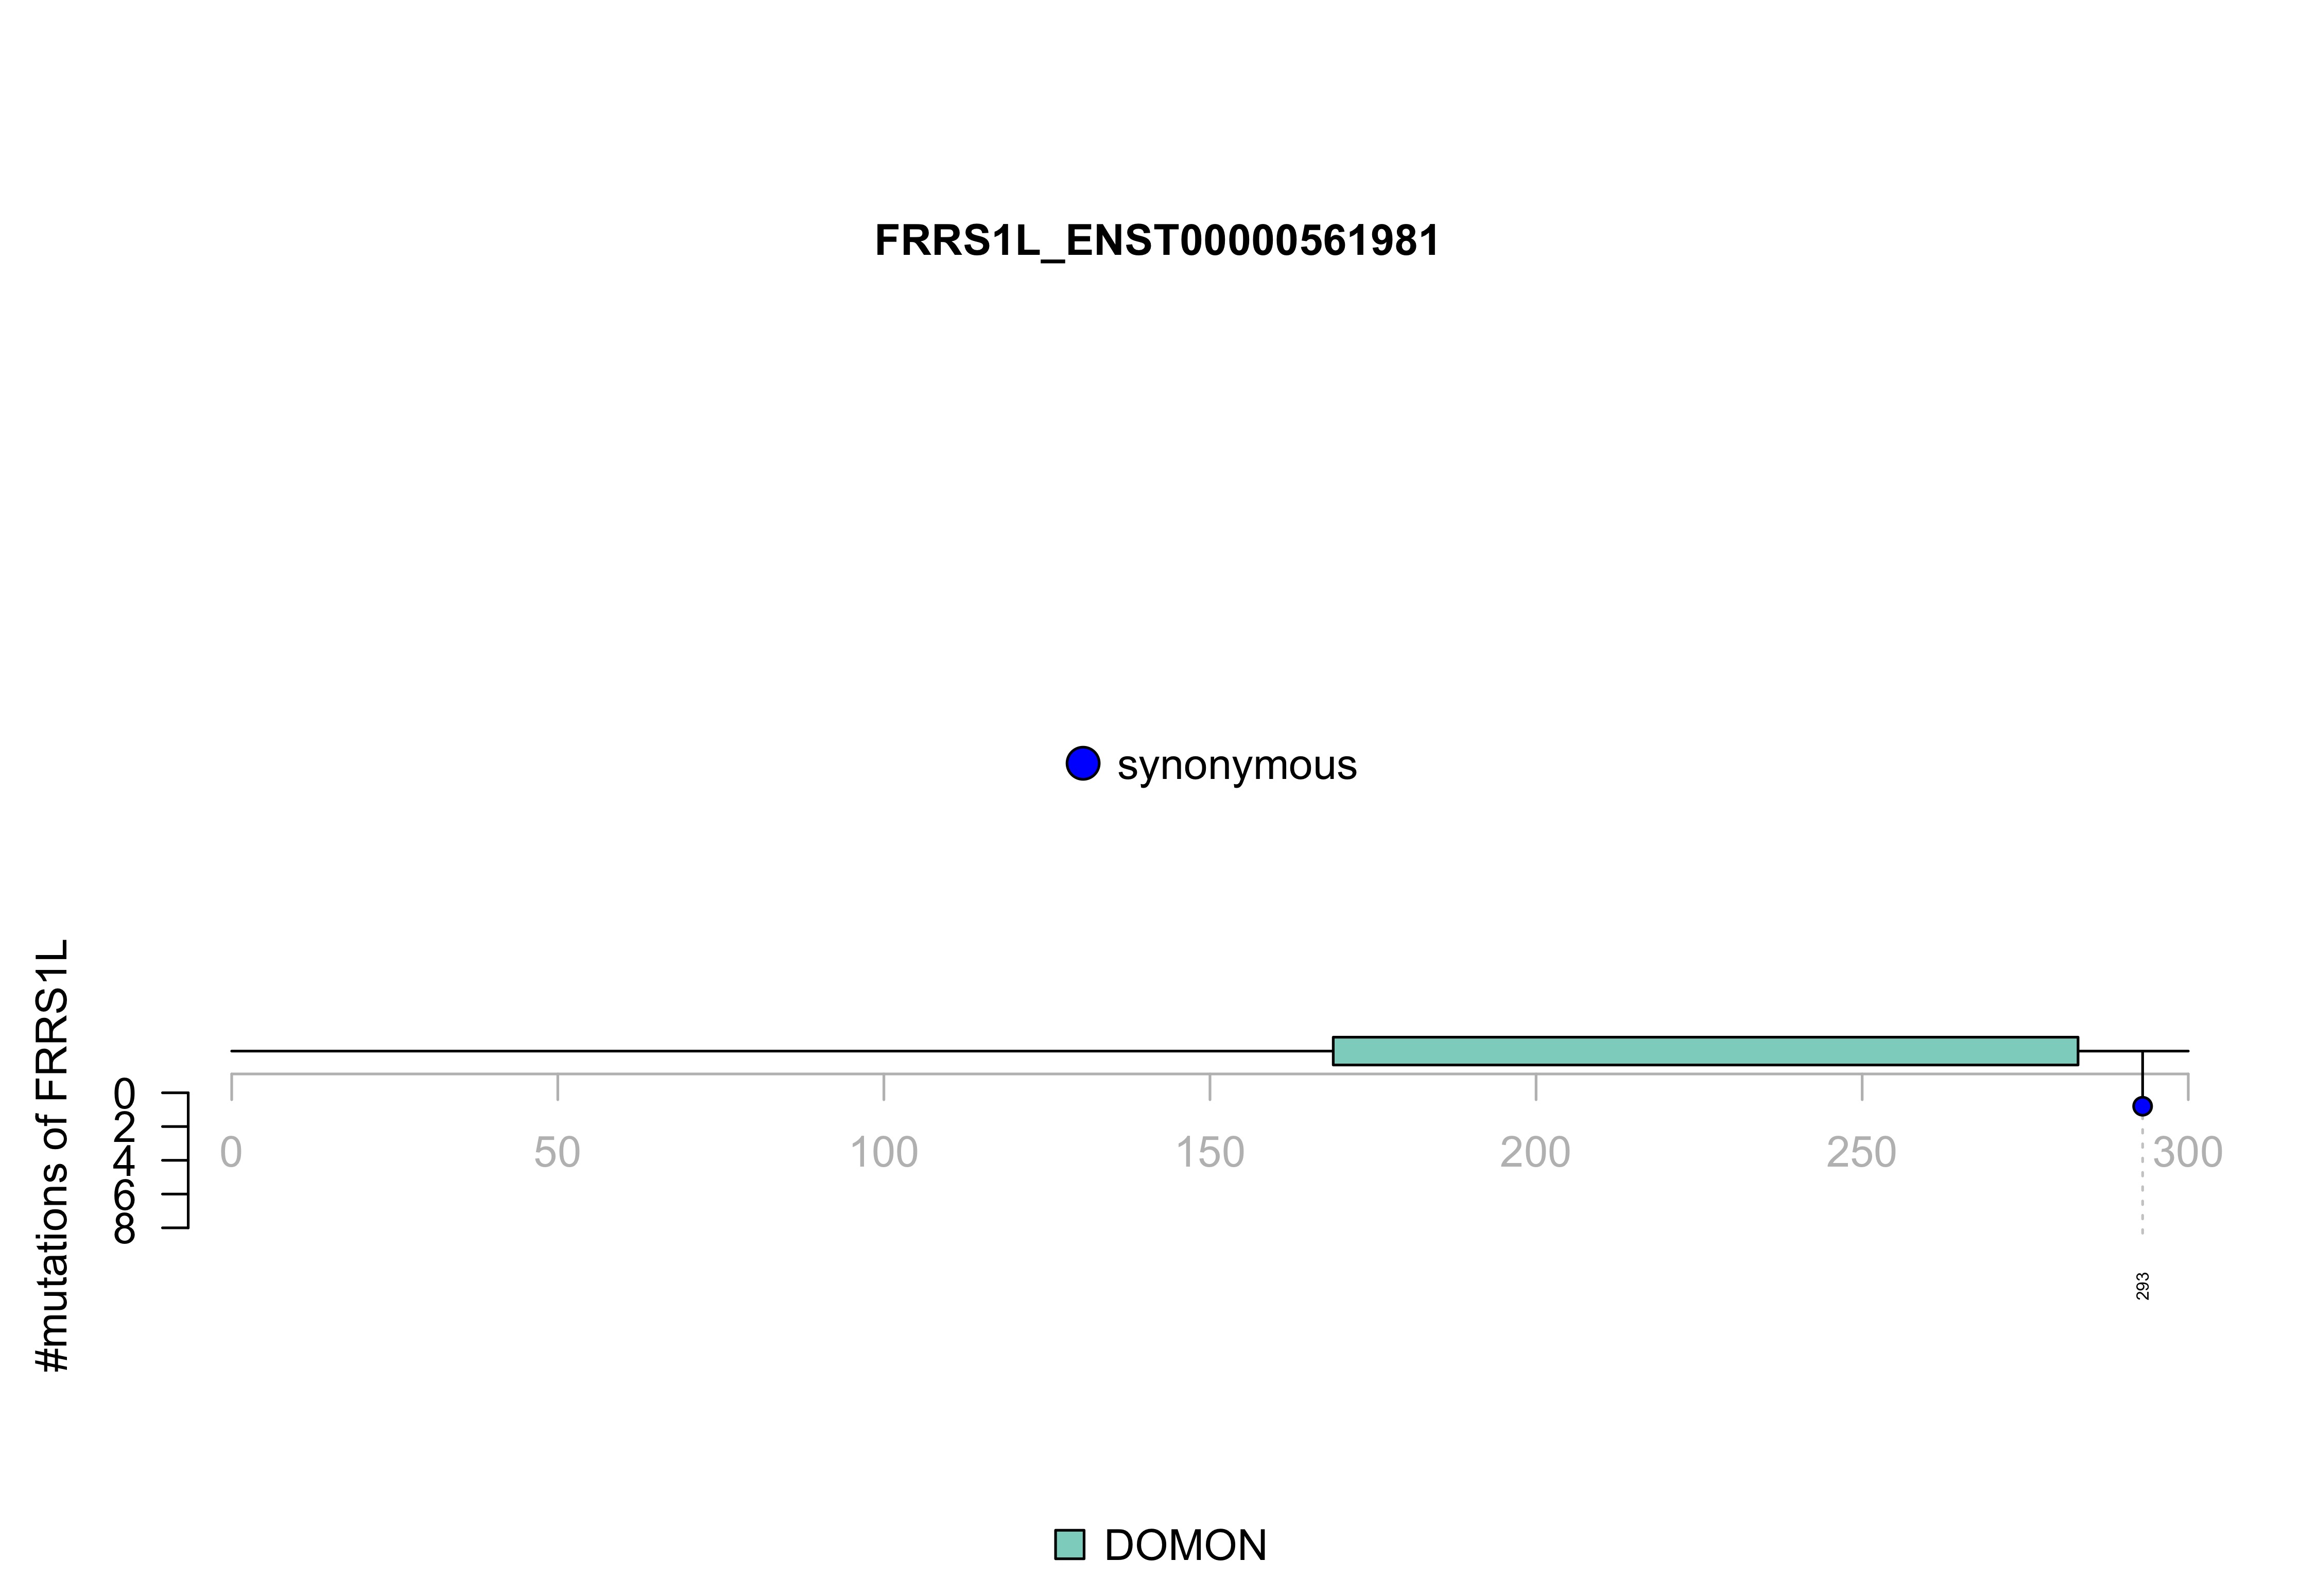 FRRS1L_ENST00000561981
synonymous
#mutations of FRRS1L
0
2
4
6
8
0 50 100 150 200 250 300
293
DOMON